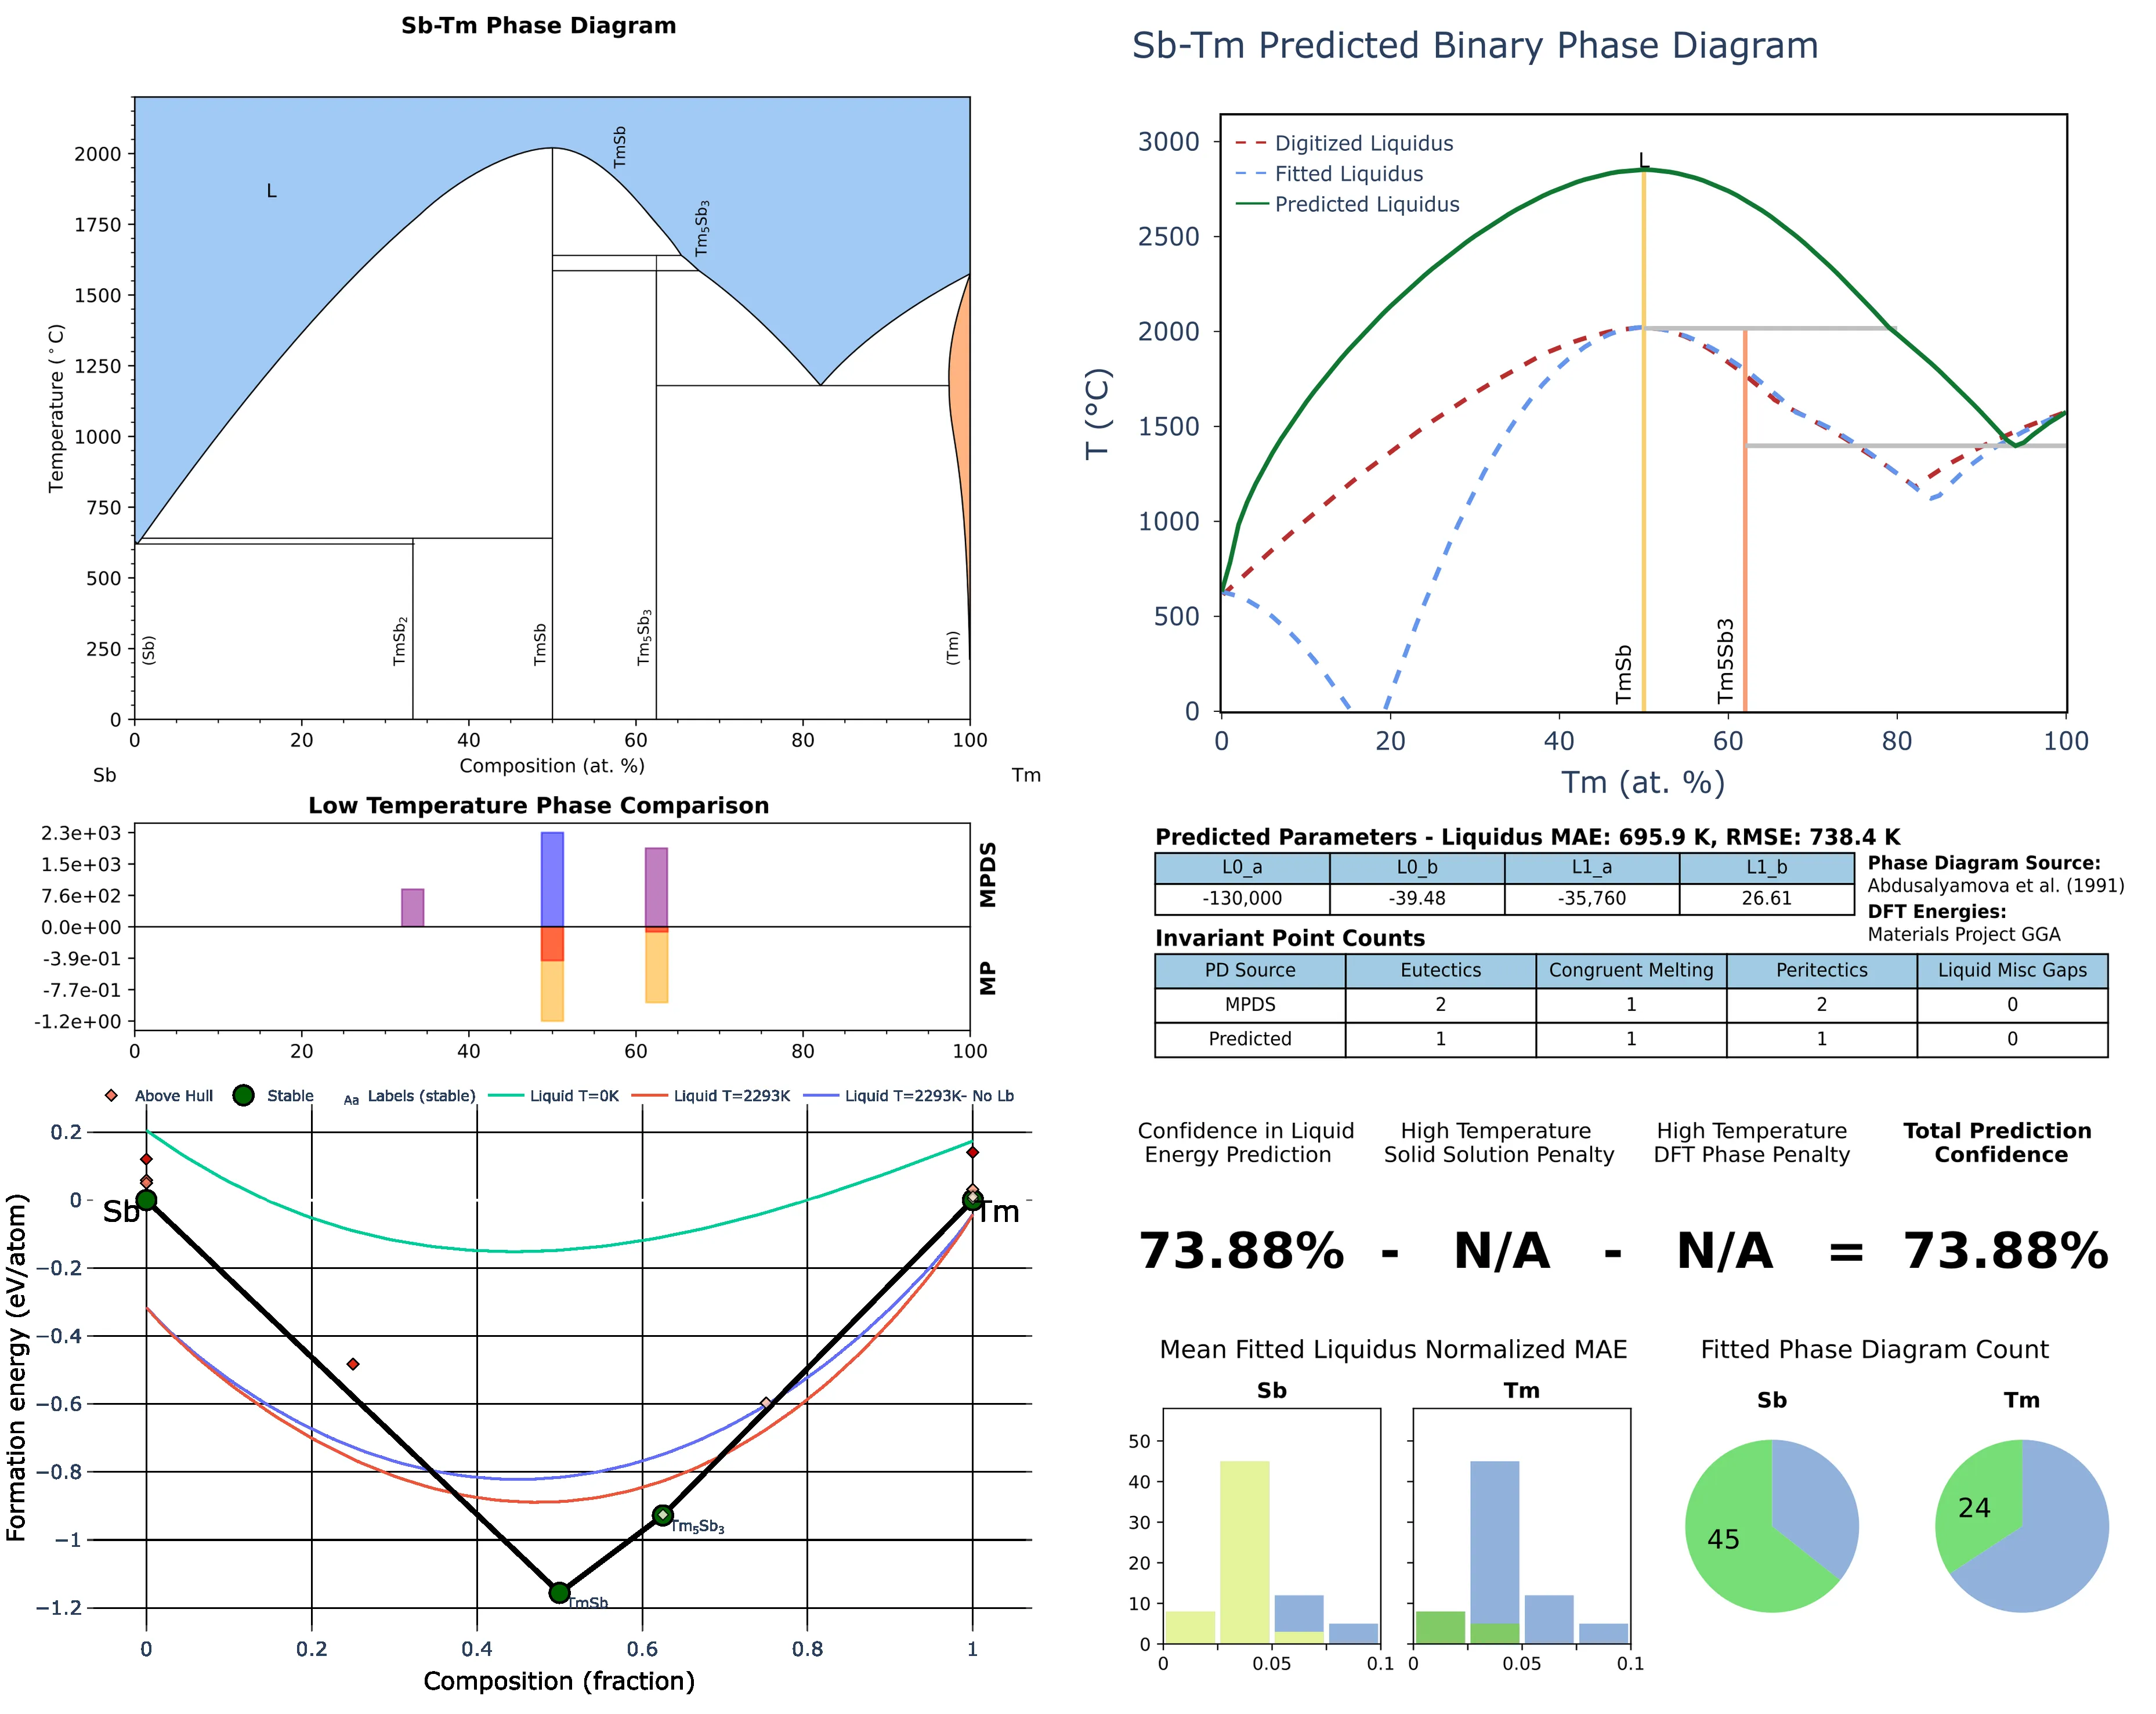 Sb-Tm Phase Diagram
L
TmSb
Tm5Sb3
(Sb)
TmSb2
TmSb
Tm5Sb3
(Tm)
Temperature (°C)
2000
1750
1500
1250
1000
750
500
250
0
0 20 40 60 80 100
Composition (at. %)
Sb Tm
Sb-Tm Predicted Binary Phase Diagram
Digitized Liquidus
Fitted Liquidus
Predicted Liquidus
L
TmSb
Tm5Sb3
T (°C)
3000
2500
2000
1500
1000
500
0
0 20 40 60 80 100
Tm (at. %)
Low Temperature Phase Comparison
2.3e+03
1.5e+03
7.6e+02
0.0e+00
-3.9e-01
-7.7e-01
-1.2e+00
MPDS
MP
0 20 40 60 80 100
Predicted Parameters - Liquidus MAE: 695.9 K, RMSE: 738.4 K
L0_a L0_b L1_a L1_b
-130,000 -39.48 -35,760 26.61
Phase Diagram Source:
Abdusalyamova et al. (1991)
DFT Energies:
Materials Project GGA
Invariant Point Counts
PD Source Eutectics Congruent Melting Peritectics Liquid Misc Gaps
MPDS 2 1 2 0
Predicted 1 1 1 0
Above Hull Stable Aa Labels (stable) Liquid T=0K Liquid T=2293K Liquid T=2293K- No Lb
Formation energy (eV/atom)
0.2
0
−0.2
−0.4
−0.6
−0.8
−1
−1.2
Sb
Tm
Tm5Sb3
TmSb
0 0.2 0.4 0.6 0.8 1
Composition (fraction)
Confidence in Liquid
Energy Prediction
High Temperature
Solid Solution Penalty
High Temperature
DFT Phase Penalty
Total Prediction
Confidence
73.88% - N/A - N/A = 73.88%
Mean Fitted Liquidus Normalized MAE
Sb
Tm
50
40
30
20
10
0
0 0.05 0.1
0 0.05 0.1
Fitted Phase Diagram Count
Sb
Tm
45
24